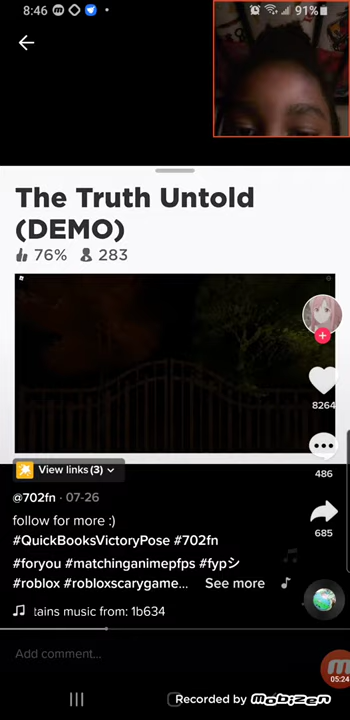 8:46
91%
The Truth Untold
(DEMO)
76% 283
8264
View links (3)
486
@702fn · 07-26
follow for more :)
#QuickBooksVictoryPose #702fn
685
#foryou #matchinganimepfps #fypシ
#roblox #robloxscarygame... See more
tains music from: 1b634
Add comment...
05:24
Recorded by mobizen